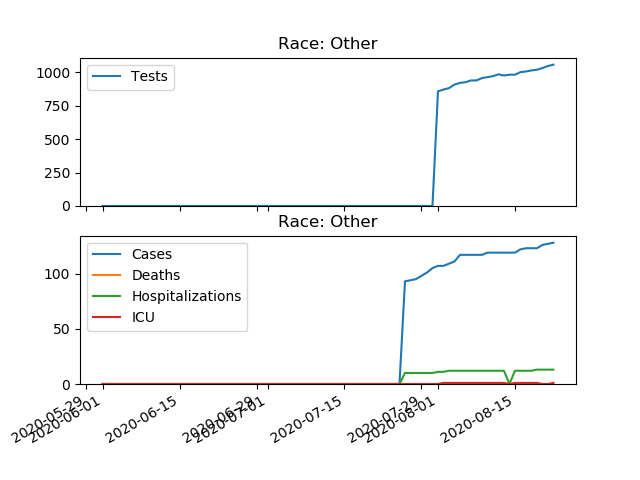 Race: Other
1000
750
500
250
0
Tests
Race: Other
100
50
0
Cases
Deaths
Hospitalizations
ICU
2020-05-29
2020-06-01
2020-06-15
2020-06-29
2020-07-01
2020-07-15
2020-07-29
2020-08-01
2020-08-15